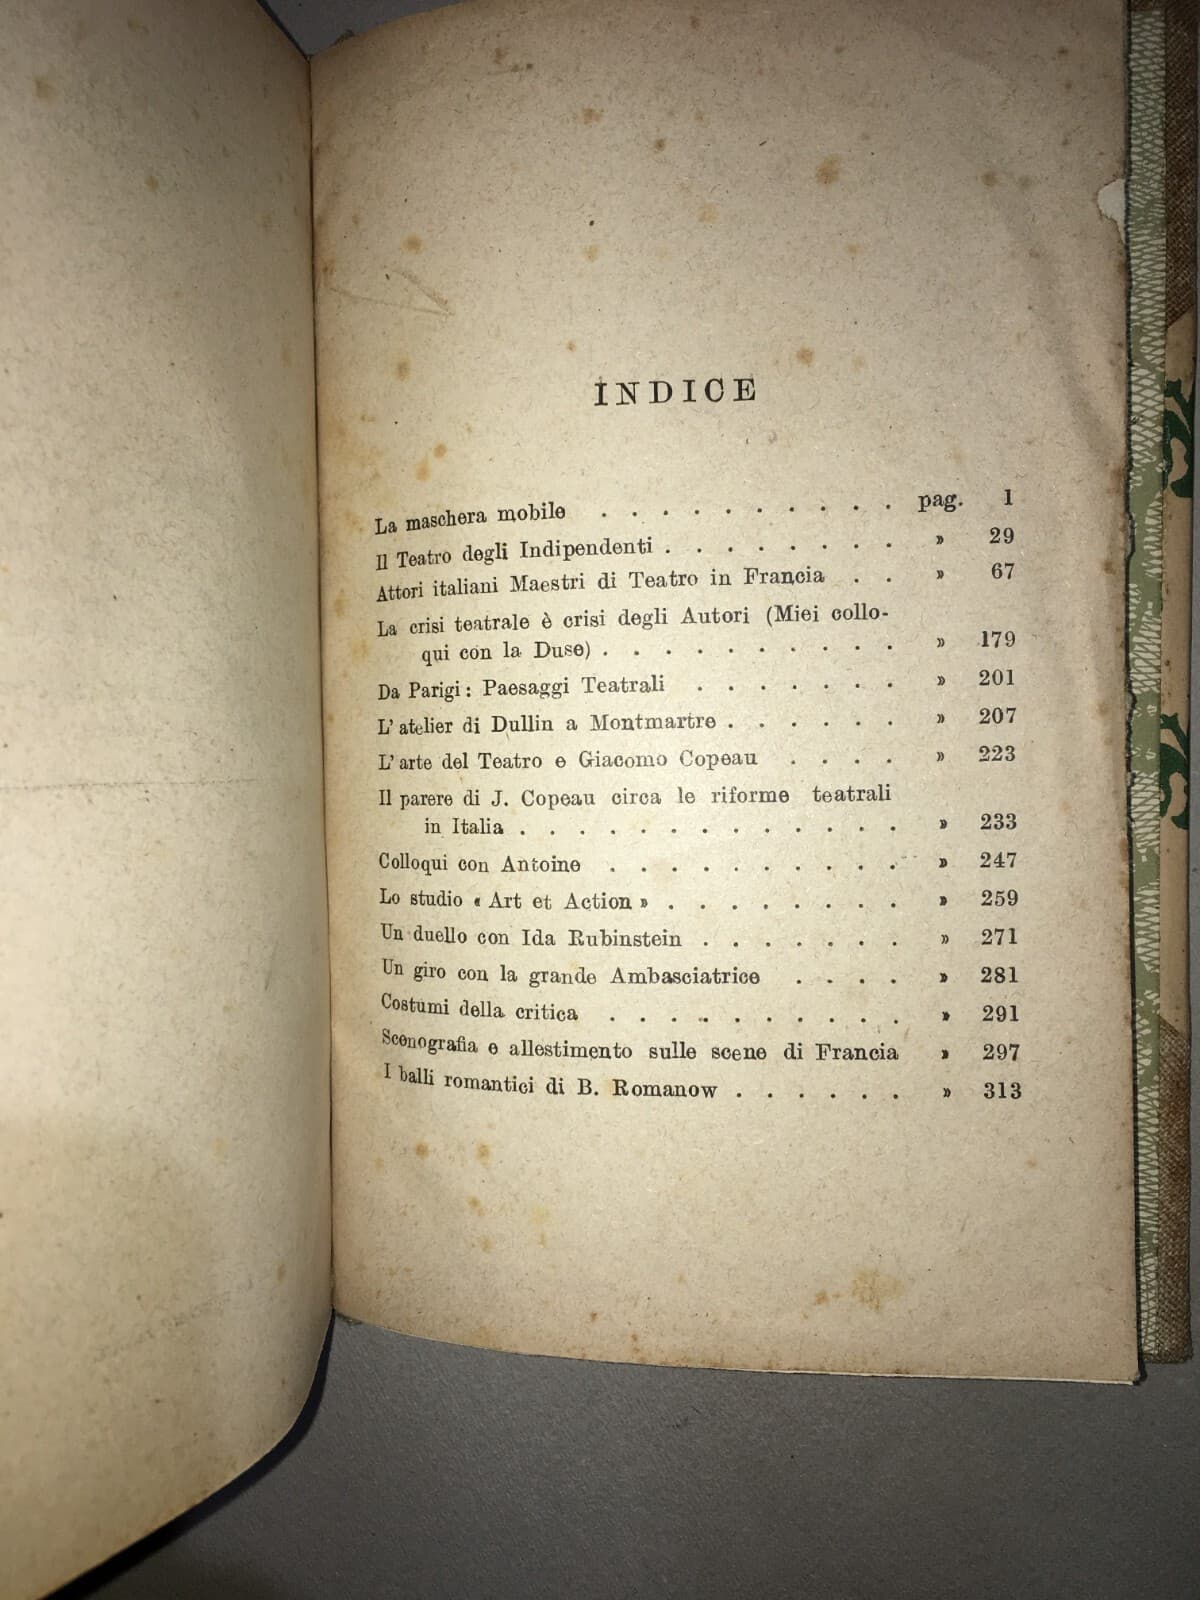 INDICE
La maschera mobile . . . . . . . . . . pag. 1
Il Teatro degli Indipendenti . . . . . . . . » 29
Attori italiani Maestri di Teatro in Francia . . » 67
La crisi teatrale è crisi degli Autori (Miei collo-
qui con la Duse) . . . . . . . . . . » 179
Da Parigi: Paesaggi Teatrali . . . . . . . » 201
L'atelier di Dullin a Montmartre . . . . . . » 207
L'arte del Teatro e Giacomo Copeau . . . . » 223
Il parere di J. Copeau circa le riforme teatrali
in Italia . . . . . . . . . . . . . » 233
Colloqui con Antoine . . . . . . . . . . » 247
Lo studio « Art et Action » . . . . . . . . » 259
Un duello con Ida Rubinstein . . . . . . . » 271
Un giro con la grande Ambasciatrice . . . . » 281
Costumi della critica . . . . . . . . . . » 291
Scenografia e allestimento sulle scene di Francia » 297
I balli romantici di B. Romanow . . . . . . » 313